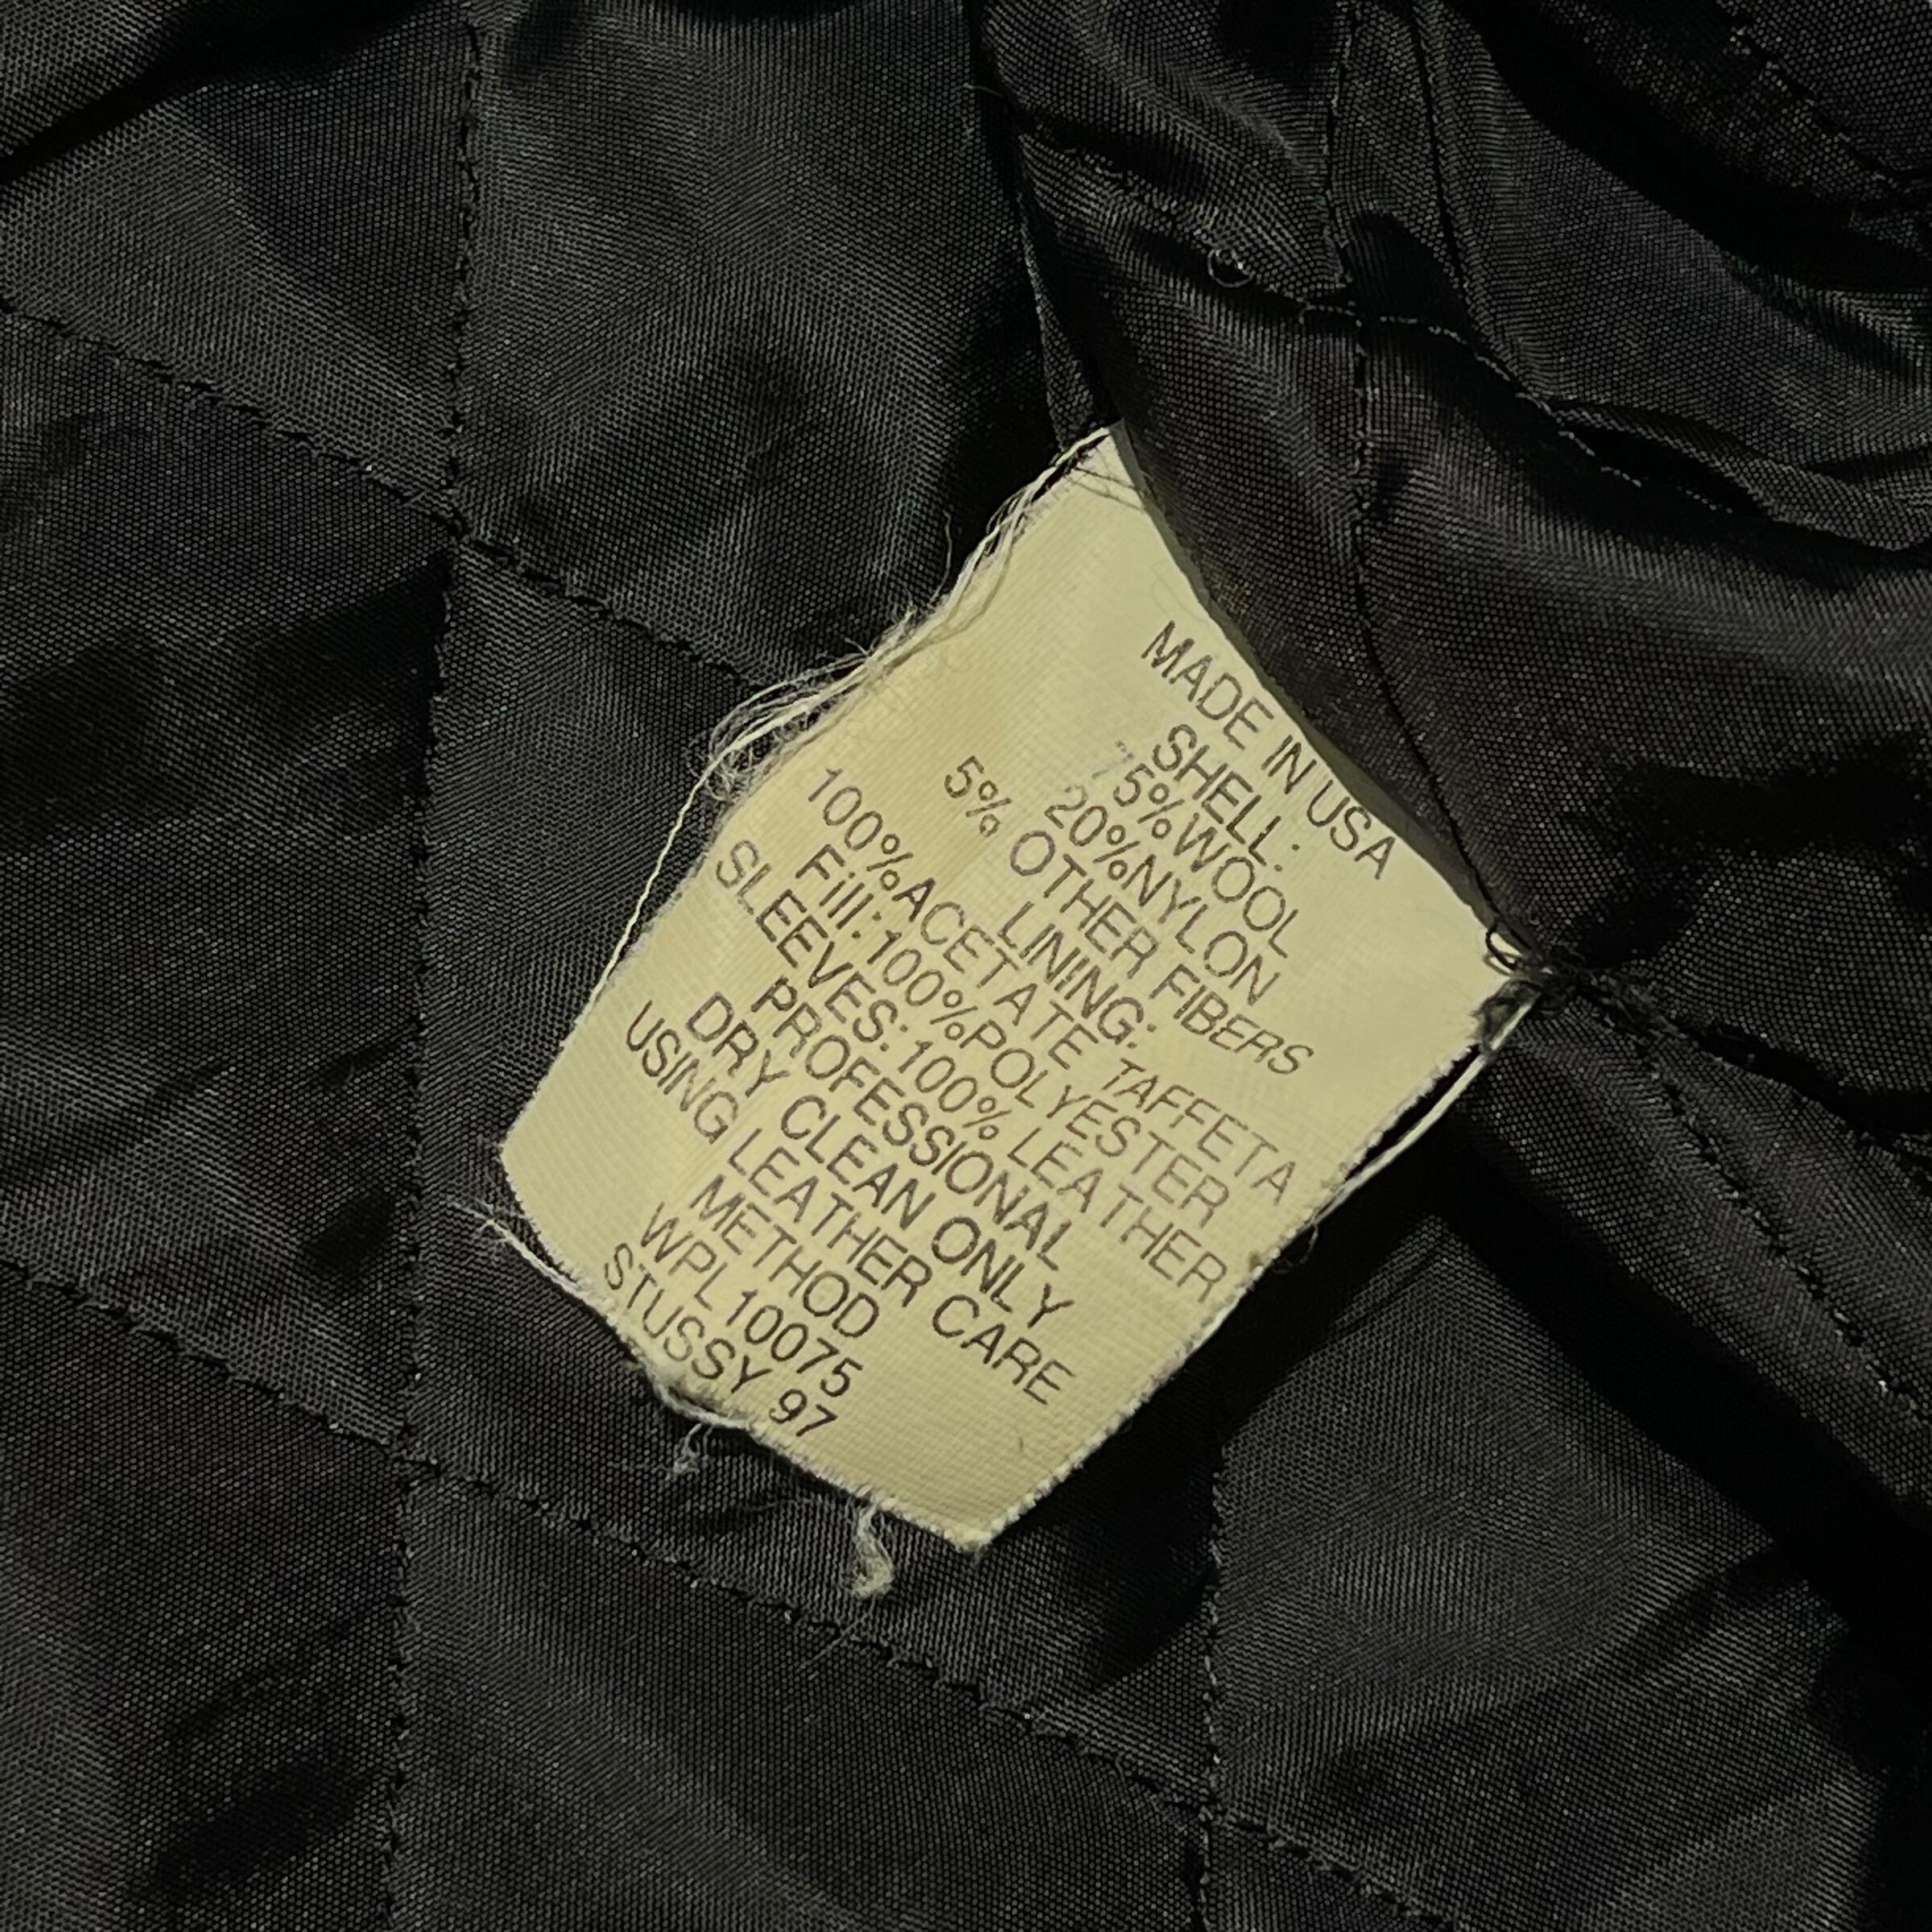 MADE IN USA
SHELL:
75%WOOL
20%NYLON
5% OTHER FIBERS
LINING:
100%ACETATE TAFFETA
Fill:100%POLYESTER
SLEEVES:100% LEATHER
PROFESSIONAL
DRY CLEAN ONLY
USING LEATHER CARE
METHOD
WPL 10075
STUSSY 97